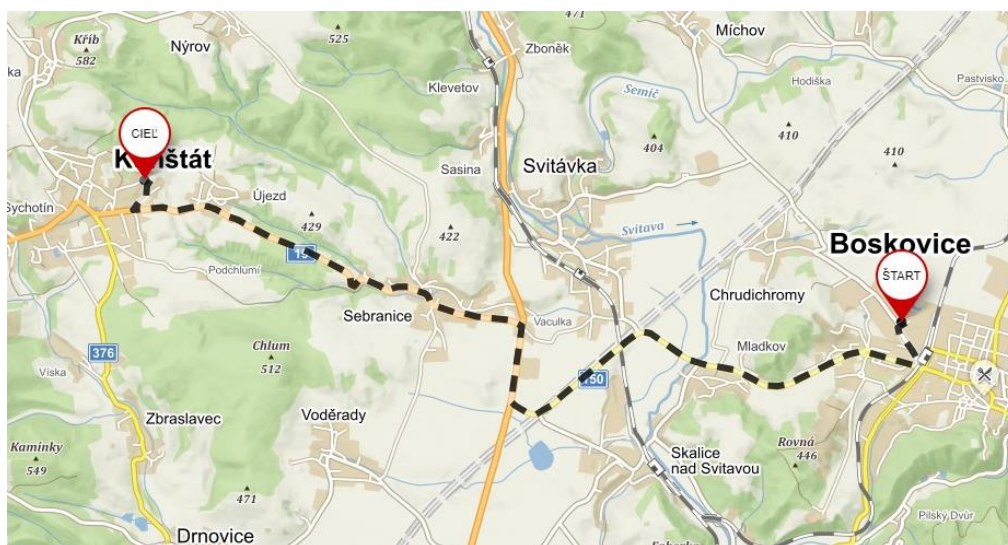 471
Kříb
582
Nýrov
525
Zboněk
Míchov
Klevetov
Hodiška
Pastvisko
Semíč
410
404
410
CIEĽ
Sasina
Svitávka
Újezd
Sychotín
429
422
Svitava
Boskovice
ŠTART
Podchlumí
Chrudichromy
Sebranice
Vaculka
Mladkov
376
Chlum
512
150
Víska
Zbraslavec
Voděrady
Rovná
446
Kamínky
549
Skalice
nad Svitavou
471
Pilský Dvůr
Drnovice